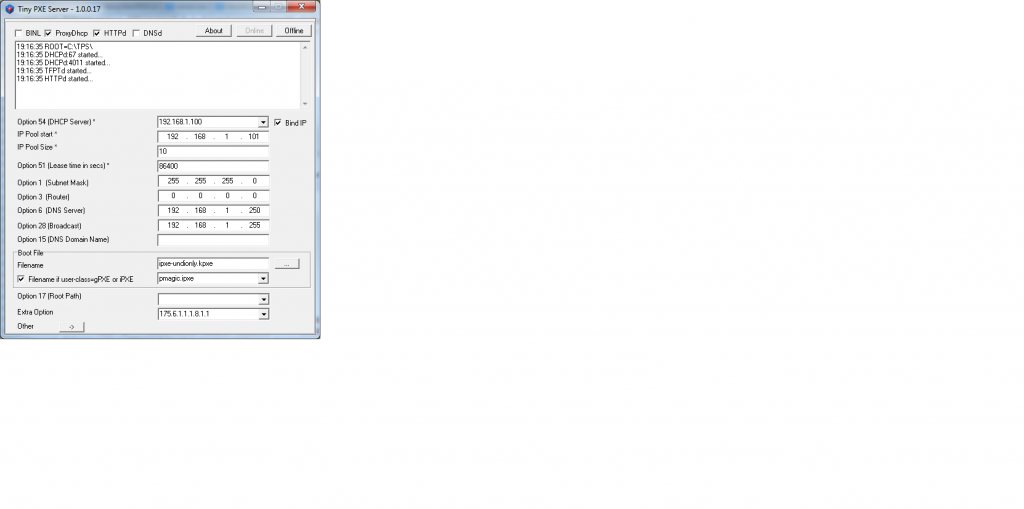 Tiny PXE Server - 1.0.0.17
BINL ProxyDhcp HTTPd DNSd About Online Offline
19:16:35 ROOT=C:\TPS\
19:16:35 DHCPd:67 started...
19:16:35 DHCPd:4011 started...
19:16:35 TFPTd started...
19:16:35 HTTPd started...
Option 54 (DHCP Server) * 192.168.1.100 Bind IP
IP Pool start * 192 . 168 . 1 . 101
IP Pool Size * 10
Option 51 (Lease time in secs) * 86400
Option 1 (Subnet Mask) 255 . 255 . 255 . 0
Option 3 (Router) 0 . 0 . 0 . 0
Option 6 (DNS Server) 192 . 168 . 1 . 250
Option 28 (Broadcast) 192 . 168 . 1 . 255
Option 15 (DNS Domain Name)
Boot File
Filename ipxe-undionly.kpxe ...
Filename if user-class=gPXE or iPXE pmagic.ipxe
Option 17 (Root Path)
Extra Option 175.6.1.1.1.8.1.1
Other ->